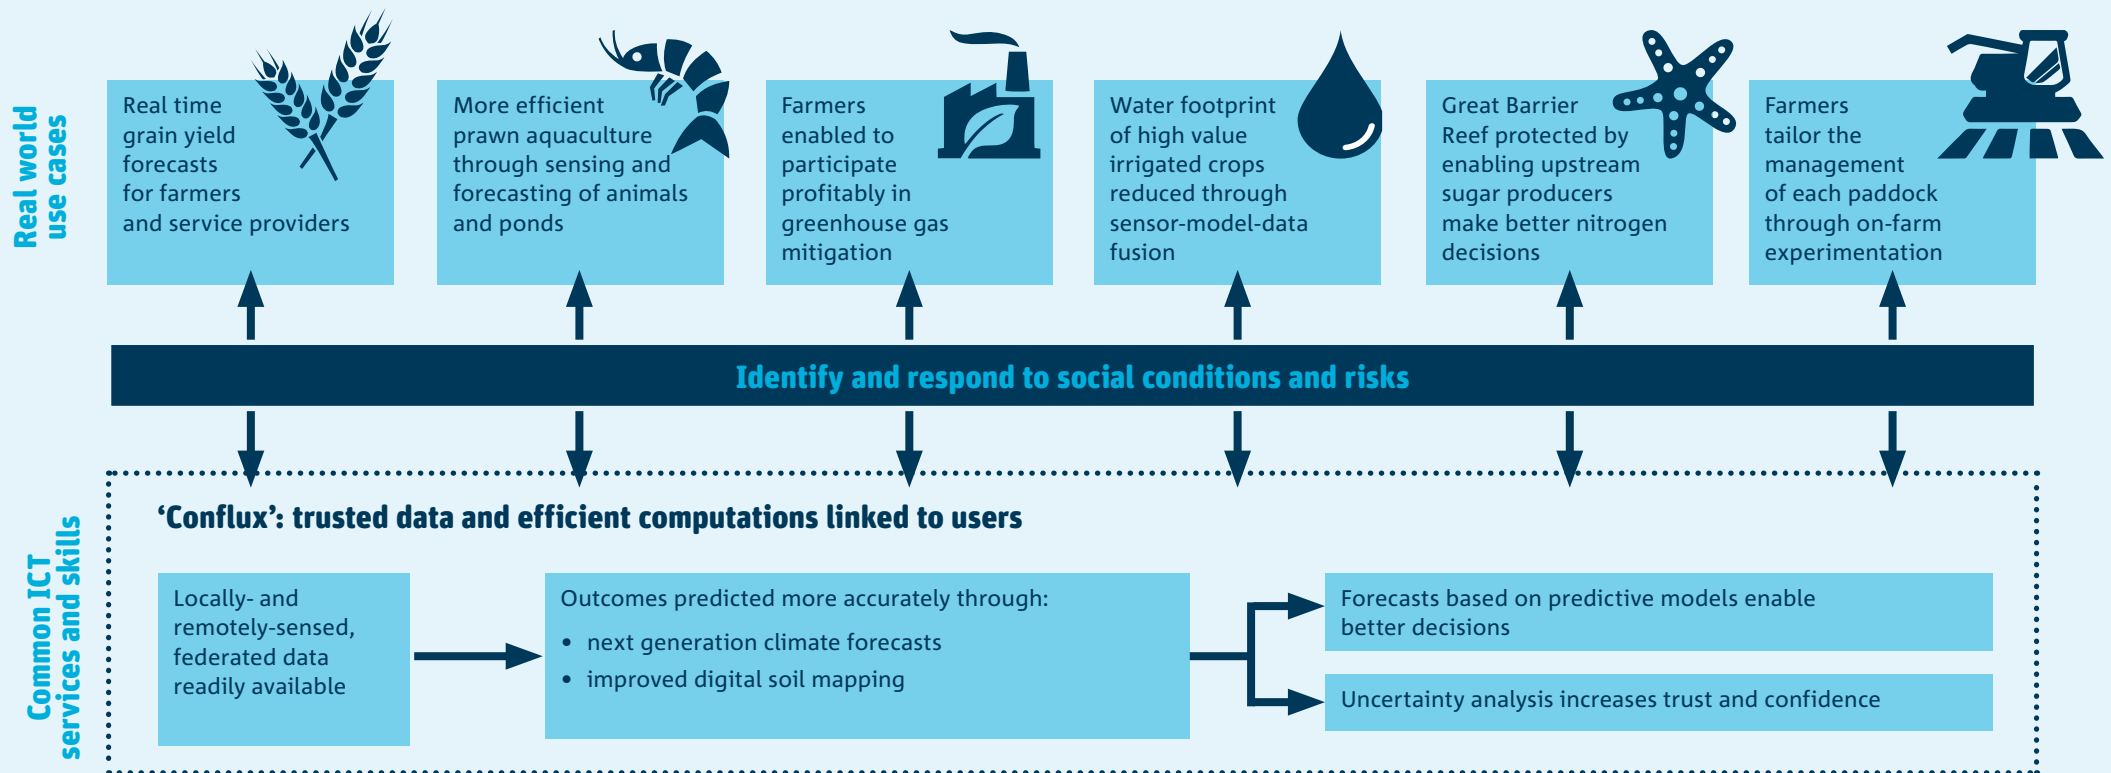 Real world
use cases
Real time
grain yield
forecasts
for farmers
and service providers
More efficient
prawn aquaculture
through sensing and
forecasting of animals
and ponds
Farmers
enabled to
participate
profitably in
greenhouse gas
mitigation
Water footprint
of high value
irrigated crops
reduced through
sensor-model-data
fusion
Great Barrier
Reef protected by
enabling upstream
sugar producers
make better nitrogen
decisions
Farmers
tailor the
management
of each paddock
through on-farm
experimentation
Identify and respond to social conditions and risks
Common ICT
services and skills
‘Conflux’: trusted data and efficient computations linked to users
Locally- and
remotely-sensed,
federated data
readily available
Outcomes predicted more accurately through:
• next generation climate forecasts
• improved digital soil mapping
Forecasts based on predictive models enable
better decisions
Uncertainty analysis increases trust and confidence